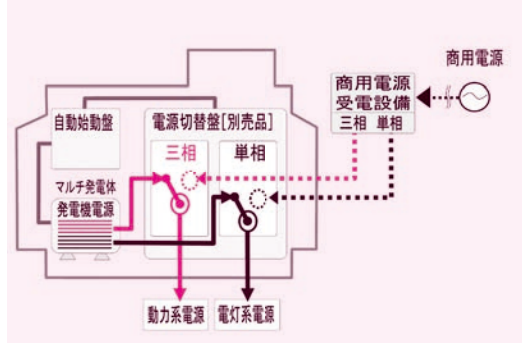 商用電源
商用電源
受電設備
三相 単相
自動始動盤
電源切替盤[別売品]
三相
単相
マルチ発電体
発電機電源
動力系電源
電灯系電源